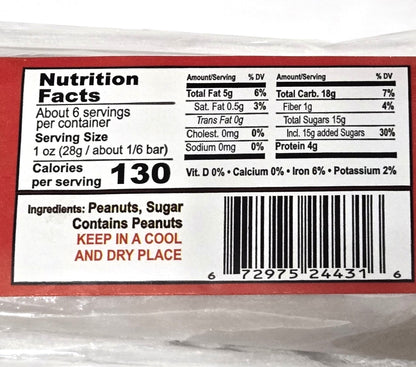 Nutrition
Facts
About 6 servings
per container
Serving Size
1 oz (28g / about 1/6 bar)
Calories
per serving 130
Amount/Serving % DV
Total Fat 5g 6%
Sat. Fat 0.5g 3%
Trans Fat 0g
Cholest. 0mg 0%
Sodium 0mg 0%
Amount/Serving % DV
Total Carb. 18g 7%
Fiber 1g 4%
Total Sugars 15g
Incl. 15g added Sugars 30%
Protein 4g
Vit. D 0% • Calcium 0% • Iron 6% • Potassium 2%
Ingredients: Peanuts, Sugar
Contains Peanuts
KEEP IN A COOL
AND DRY PLACE
6 72975 24431 6